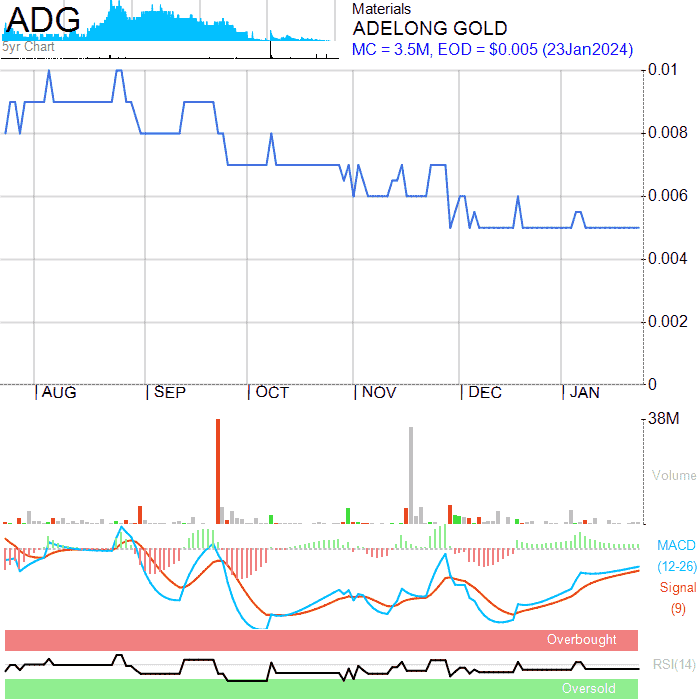 ADG
5yr Chart
Materials
ADELONG GOLD
MC = 3.5M, EOD = $0.005 (23Jan2024)
0.01
0.008
0.006
0.004
0.002
0
AUG SEP OCT NOV DEC JAN
38M
Volume
MACD
(12-26)
Signal
(9)
Overbought
RSI(14)
Oversold